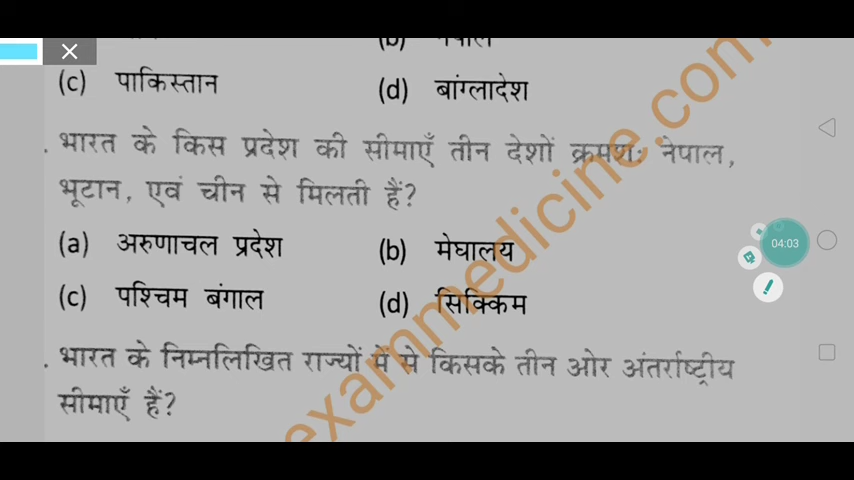 (b) नेपाल
(c) पाकिस्तान
(d) बांग्लादेश
. भारत के किस प्रदेश की सीमाएँ तीन देशों क्रमशः नेपाल,
भूटान, एवं चीन से मिलती हैं?
(a) अरुणाचल प्रदेश
(b) मेघालय
(c) पश्चिम बंगाल
(d) सिक्किम
. भारत के निम्नलिखित राज्यों में से किसके तीन ओर अंतर्राष्ट्रीय
सीमाएँ हैं?
exammedicine.com
04:03